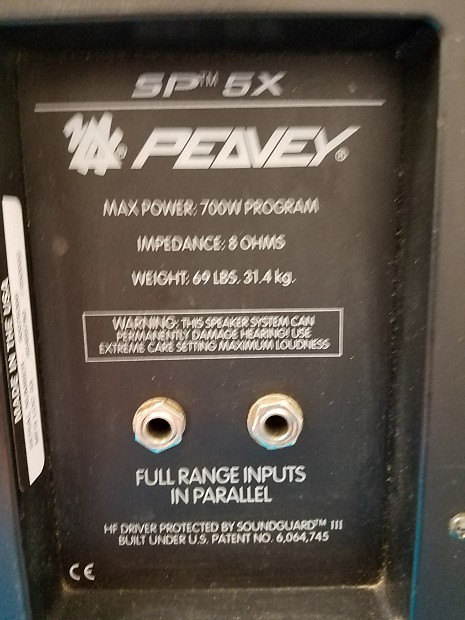 SP™ 5X
PEAVEY®
MAX POWER: 700W PROGRAM
IMPEDANCE: 8 OHMS
WEIGHT: 69 LBS. 31.4 kg.
WARNING: THIS SPEAKER SYSTEM CAN
PERMANENTLY DAMAGE HEARING! USE
EXTREME CARE SETTING MAXIMUM LOUDNESS
FULL RANGE INPUTS
IN PARALLEL
HF DRIVER PROTECTED BY SOUNDGUARD™ III
BUILT UNDER U.S. PATENT NO. 6,064,745
CE
MADE IN THE USA